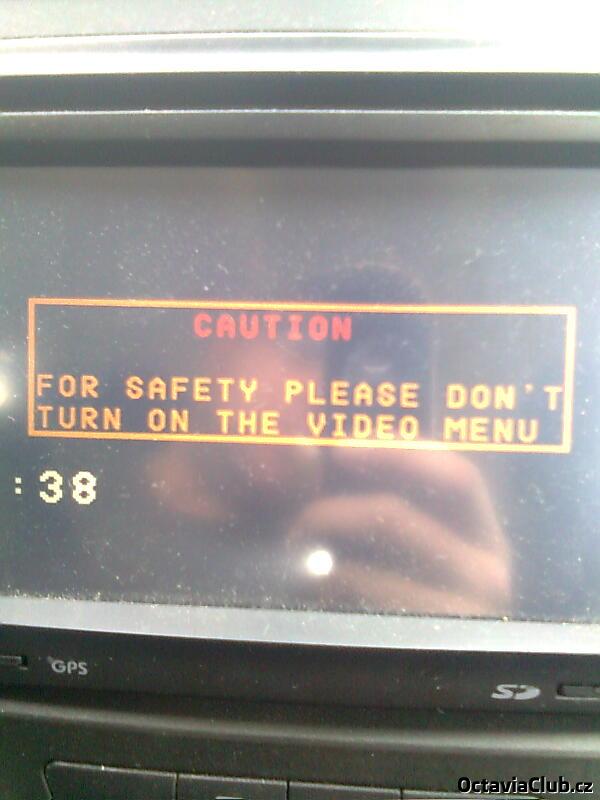 CAUTION
FOR SAFETY PLEASE DON'T
TURN ON THE VIDEO MENU
:38
GPS
SD
OctaviaClub.cz